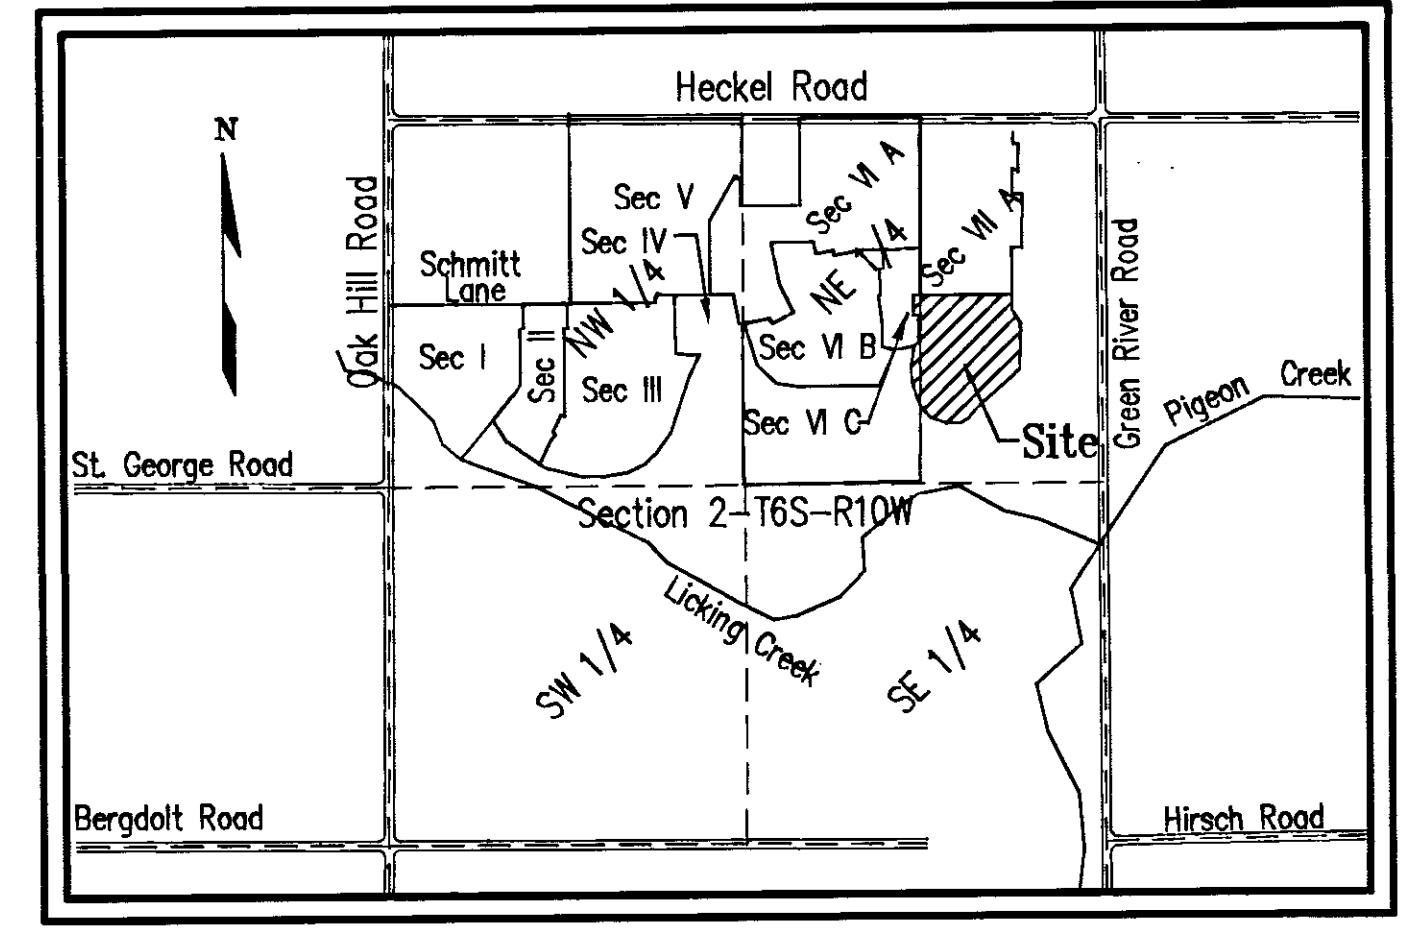 Heckel Road
N
Oak Hill Road
Sec V
Sec VI A
Sec IV
Sec VII A
Green River Road
Schmitt
Lane
NW 1/4
NE 1/4
Sec I
Sec II
Sec III
Sec VI B
Sec VI C
Site
Pigeon Creek
St. George Road
Section 2-T6S-R10W
Licking Creek
SW 1/4
SE 1/4
Bergdolt Road
Hirsch Road